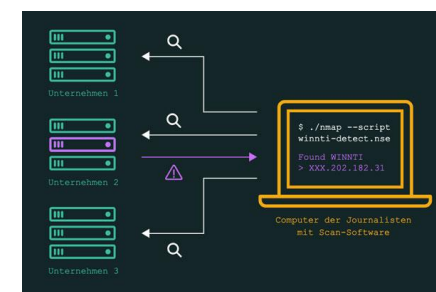 Unternehmen 1
$ ./nmap --script
winnti-detect.nse
Found WINNTI
> XXX.202.182.31
Unternehmen 2
Computer der Journalisten
mit Scan-Software
Unternehmen 3